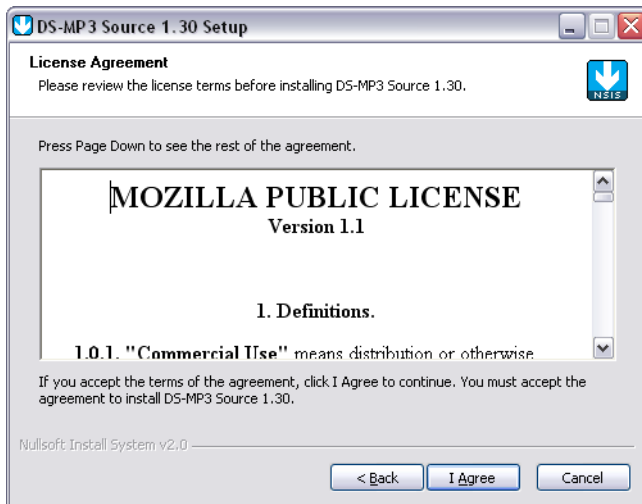 DS-MP3 Source 1.30 Setup
License Agreement
Please review the license terms before installing DS-MP3 Source 1.30.
NSIS
Press Page Down to see the rest of the agreement.
MOZILLA PUBLIC LICENSE
Version 1.1
1. Definitions.
1.0.1. "Commercial Use" means distribution or otherwise
If you accept the terms of the agreement, click I Agree to continue. You must accept the
agreement to install DS-MP3 Source 1.30.
Nullsoft Install System v2.0
< Back I Agree Cancel